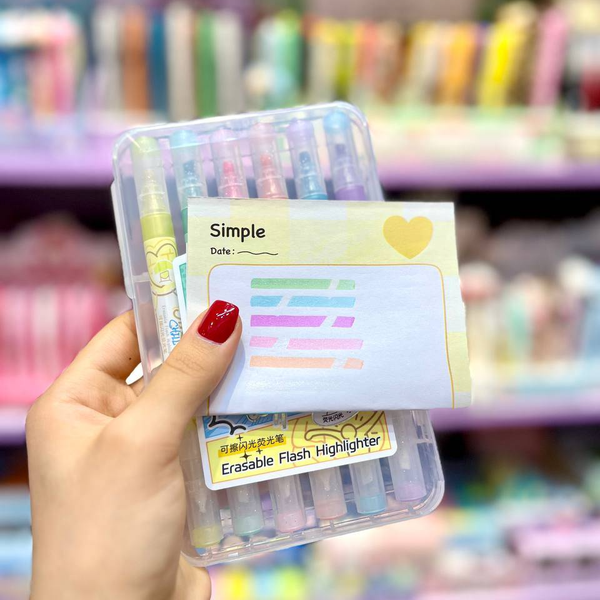 Simple
Date:
可擦闪光荧光笔
Erasable Flash Highlighter